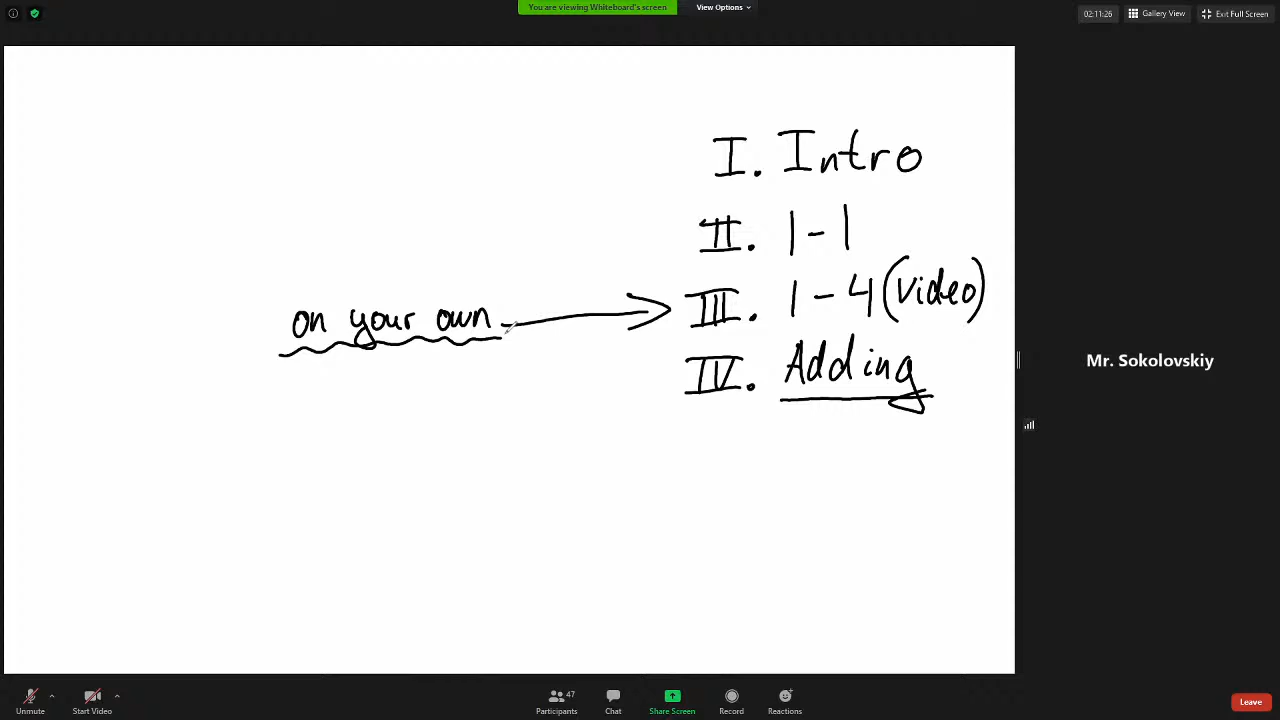 You are viewing Whiteboard's screen
View Options
02:11:26
Gallery View
Exit Full Screen
I. Intro
II. 1-1
III. 1-4 (video)
on your own
IV. Adding
Mr. Sokolovskiy
Unmute
Start Video
47
Participants
Chat
Share Screen
Record
Reactions
Leave